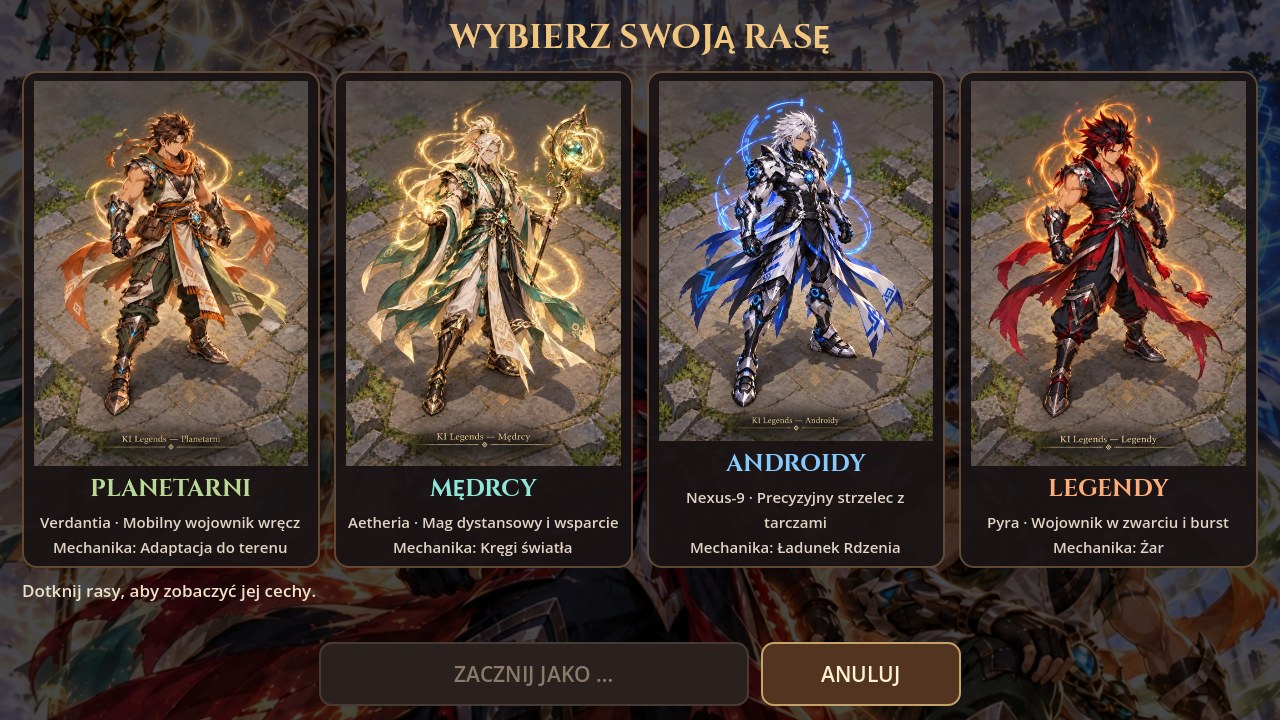 WYBIERZ SWOJĄ RASĘ
KI Legends — Planetarni
PLANETARNI
Verdantia · Mobilny wojownik wręcz
Mechanika: Adaptacja do terenu
KI Legends — Mędrcy
MĘDRCY
Aetheria · Mag dystansowy i wsparcie
Mechanika: Kręgi światła
KI Legends — Androidy
ANDROIDY
Nexus-9 · Precyzyjny strzelec z
tarczami
Mechanika: Ładunek Rdzenia
KI Legends — Legendy
LEGENDY
Pyra · Wojownik w zwarciu i burst
Mechanika: Żar
Dotknij rasy, aby zobaczyć jej cechy.
ZACZNIJ JAKO ...
ANULUJ